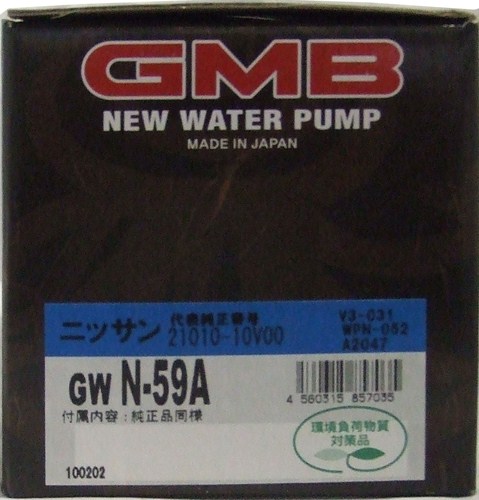 GMB
NEW WATER PUMP
MADE IN JAPAN
ニッサン
代表純正番号
21010-10V00
V3-031
WPN-052
A2047
GW N-59A
付属内容:純正品同様
4 560315 857035
環境負荷物質
対策品
100202